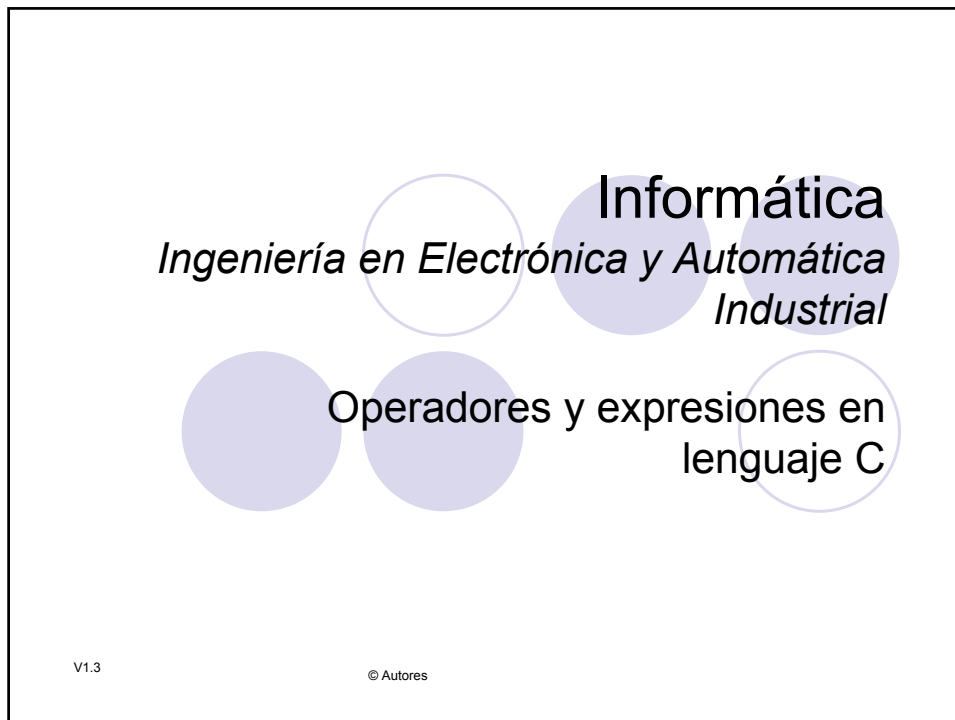 Informática
Ingeniería en Electrónica y Automática
Industrial
Operadores y expresiones en
lenguaje C
V1.3
© Autores